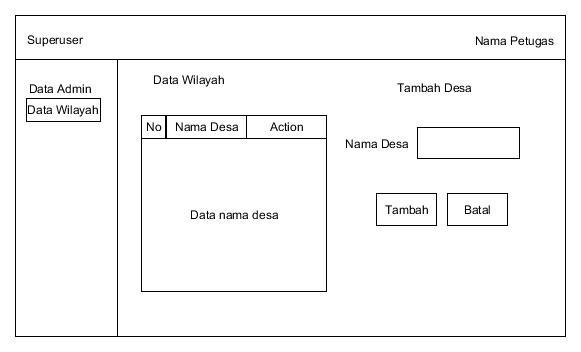 Superuser
Nama Petugas
Data Admin
Data Wilayah
Data Wilayah
No Nama Desa Action
Data nama desa
Tambah Desa
Nama Desa
Tambah Batal